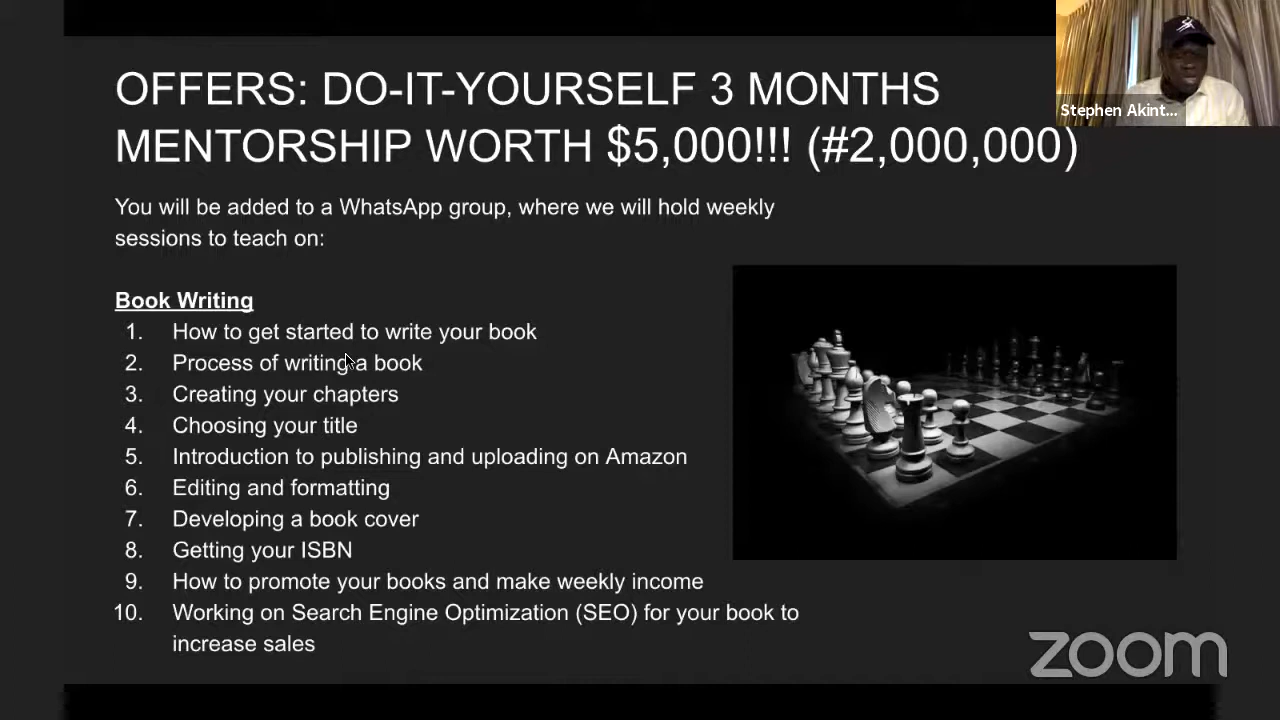 OFFERS: DO-IT-YOURSELF 3 MONTHS
MENTORSHIP WORTH $5,000!!! (#2,000,000)
Stephen Akint...
You will be added to a WhatsApp group, where we will hold weekly
sessions to teach on:
Book Writing
1. How to get started to write your book
2. Process of writing a book
3. Creating your chapters
4. Choosing your title
5. Introduction to publishing and uploading on Amazon
6. Editing and formatting
7. Developing a book cover
8. Getting your ISBN
9. How to promote your books and make weekly income
10. Working on Search Engine Optimization (SEO) for your book to
increase sales
zoom